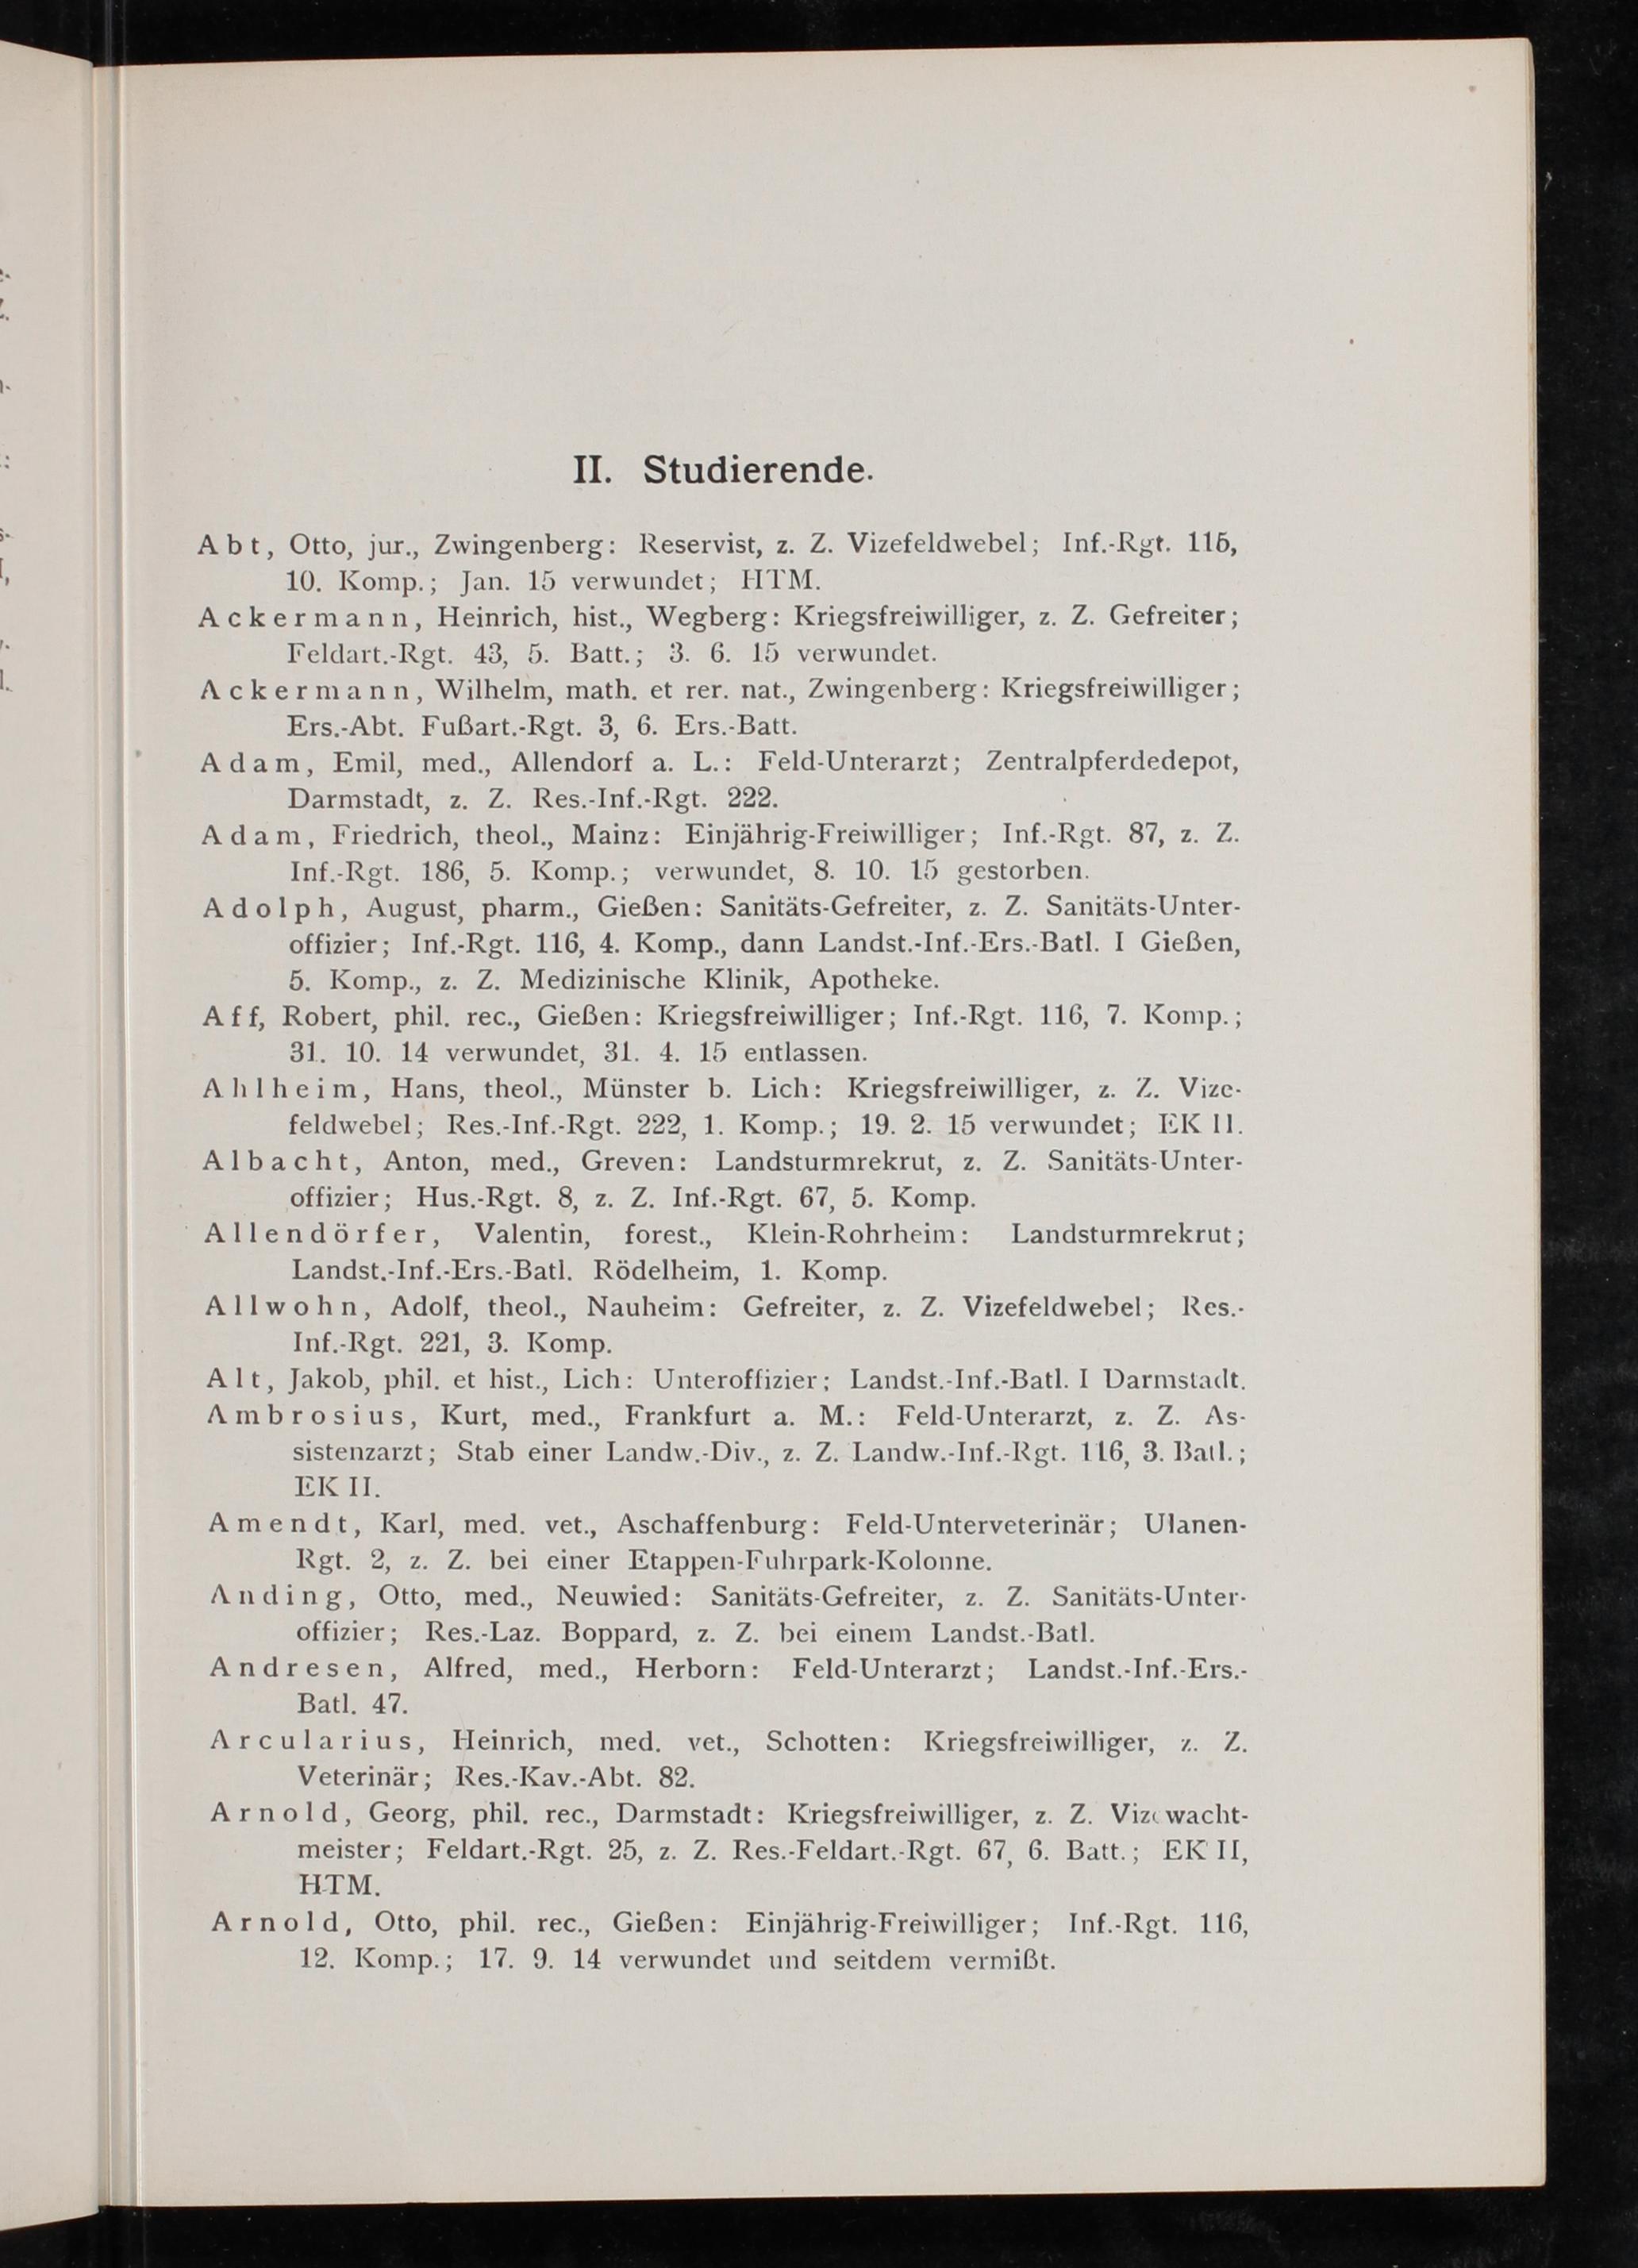 II. Studierende.
Abt, Otto, jur., Zwingenberg: Reservist, z. Z. Vizefeldwebel; Inf.-Rgt. 115,
10. Komp.; Jan. 15 verwundet; HTM.
Ackermann, Heinrich, hist., Wegberg: Kriegsfreiwilliger, z. Z. Gefreiter;
Feldart.-Rgt. 43, 5. Batt.; 3. 6. 15 verwundet.
Ackermann, Wilhelm, math. et rer. nat., Zwingenberg: Kriegsfreiwilliger;
Ers.-Abt. Fußart.-Rgt. 3, 6. Ers.-Batt.
Adam, Emil, med., Allendorf a. L.: Feld-Unterarzt; Zentralpferdedepot,
Darmstadt, z. Z. Res.-Inf.-Rgt. 222.
Adam, Friedrich, theol., Mainz: Einjährig-Freiwilliger; Inf.-Rgt. 87, z. Z.
Inf.-Rgt. 186, 5. Komp.; verwundet, 8. 10. 15 gestorben.
Adolph, August, pharm., Gießen: Sanitäts-Gefreiter, z. Z. Sanitäts-Unter-
offizier; Inf.-Rgt. 116, 4. Komp., dann Landst.-Inf.-Ers.-Batl. I Gießen,
5. Komp., z. Z. Medizinische Klinik, Apotheke.
Aff, Robert, phil. rec., Gießen: Kriegsfreiwilliger; Inf.-Rgt. 116, 7. Komp.;
31. 10. 14 verwundet, 31. 4. 15 entlassen.
Ahlheim, Hans, theol., Münster b. Lich: Kriegsfreiwilliger, z. Z. Vize-
feldwebel; Res.-Inf.-Rgt. 222, 1. Komp.; 19. 2. 15 verwundet; EK II.
Albacht, Anton, med., Greven: Landsturmrekrut, z. Z. Sanitäts-Unter-
offizier; Hus.-Rgt. 8, z. Z. Inf.-Rgt. 67, 5. Komp.
Allendörfer, Valentin, forest., Klein-Rohrheim: Landsturmrekrut;
Landst.-Inf.-Ers.-Batl. Rödelheim, 1. Komp.
Allwohn, Adolf, theol., Nauheim: Gefreiter, z. Z. Vizefeldwebel; Res.-
Inf.-Rgt. 221, 3. Komp.
Alt, Jakob, phil. et hist., Lich: Unteroffizier; Landst.-Inf.-Batl. I Darmstadt.
Ambrosius, Kurt, med., Frankfurt a. M.: Feld-Unterarzt, z. Z. As-
sistenzarzt; Stab einer Landw.-Div., z. Z. Landw.-Inf.-Rgt. 116, 3. Batl.;
EK II.
Amendt, Karl, med. vet., Aschaffenburg: Feld-Unterveterinär; Ulanen-
Rgt. 2, z. Z. bei einer Etappen-Fuhrpark-Kolonne.
Anding, Otto, med., Neuwied: Sanitäts-Gefreiter, z. Z. Sanitäts-Unter-
offizier; Res.-Laz. Boppard, z. Z. bei einem Landst.-Batl.
Andresen, Alfred, med., Herborn: Feld-Unterarzt; Landst.-Inf.-Ers.-
Batl. 47.
Arcularius, Heinrich, med. vet., Schotten: Kriegsfreiwilliger, z. Z.
Veterinär; Res.-Kav.-Abt. 82.
Arnold, Georg, phil. rec., Darmstadt: Kriegsfreiwilliger, z. Z. Vizewacht-
meister; Feldart.-Rgt. 25, z. Z. Res.-Feldart.-Rgt. 67, 6. Batt.; EK II,
HTM.
Arnold, Otto, phil. rec., Gießen: Einjährig-Freiwilliger; Inf.-Rgt. 116,
12. Komp.; 17. 9. 14 verwundet und seitdem vermißt.